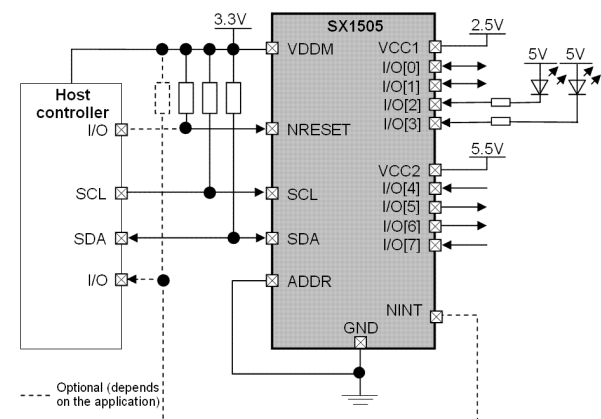 3.3V
SX1505
2.5V
VDDM
VCC1
5V 5V
I/O[0]
I/O[1]
I/O[2]
I/O[3]
Host
controller
I/O
NRESET
5.5V
VCC2
I/O[4]
SCL
SCL
I/O[5]
I/O[6]
SDA
SDA
I/O[7]
I/O
ADDR
NINT
GND
Optional (depends
on the application)